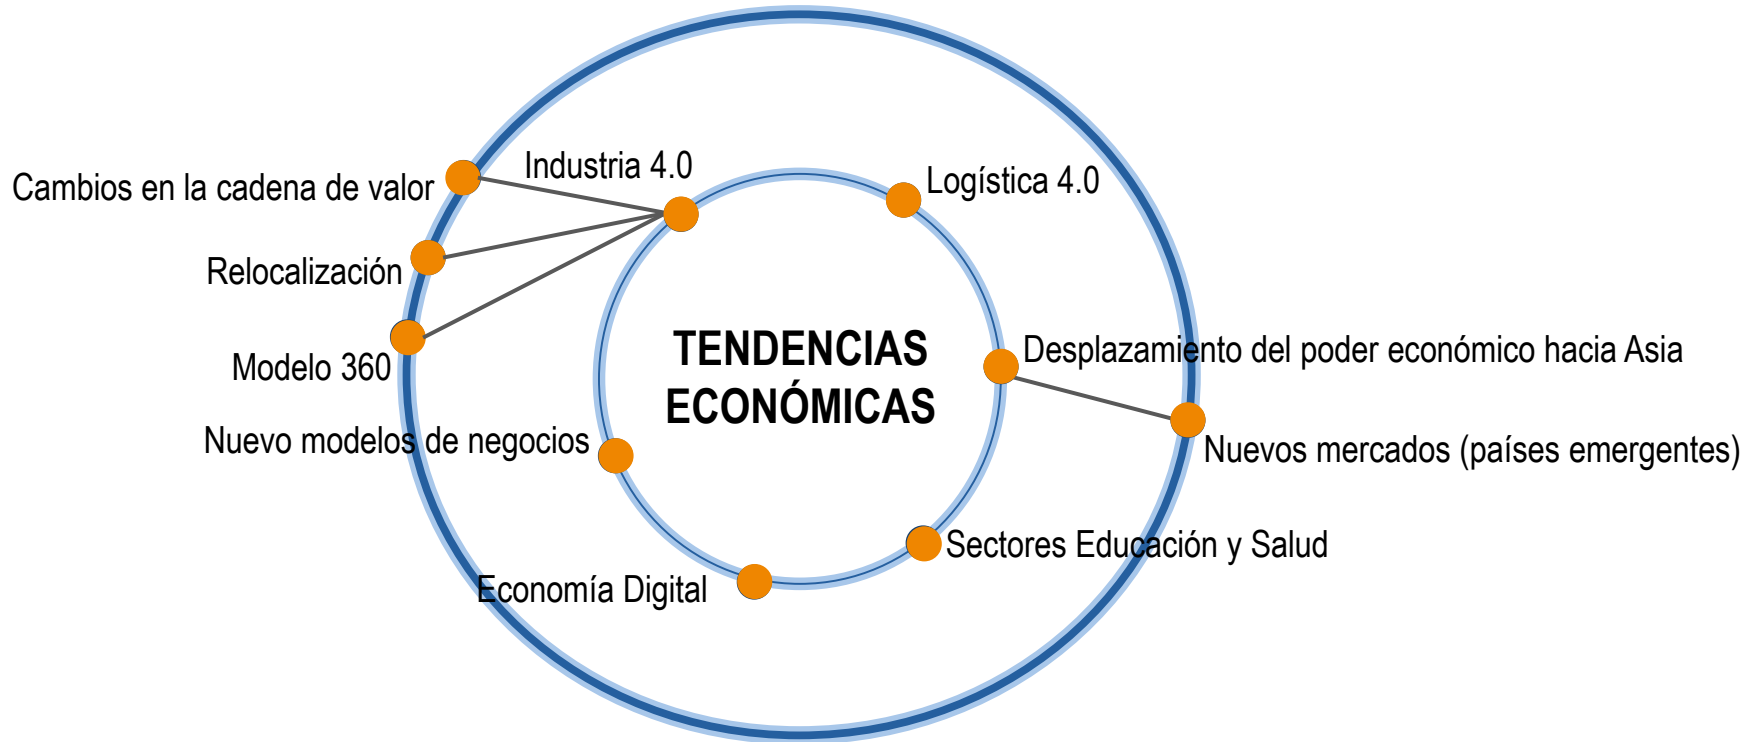 Industria 4.0
Logística 4.0
Cambios en la cadena de valor
Relocalización
Modelo 360
TENDENCIAS
ECONÓMICAS
Desplazamiento del poder económico hacia Asia
Nuevo modelos de negocios
Nuevos mercados (países emergentes)
Sectores Educación y Salud
Economía Digital